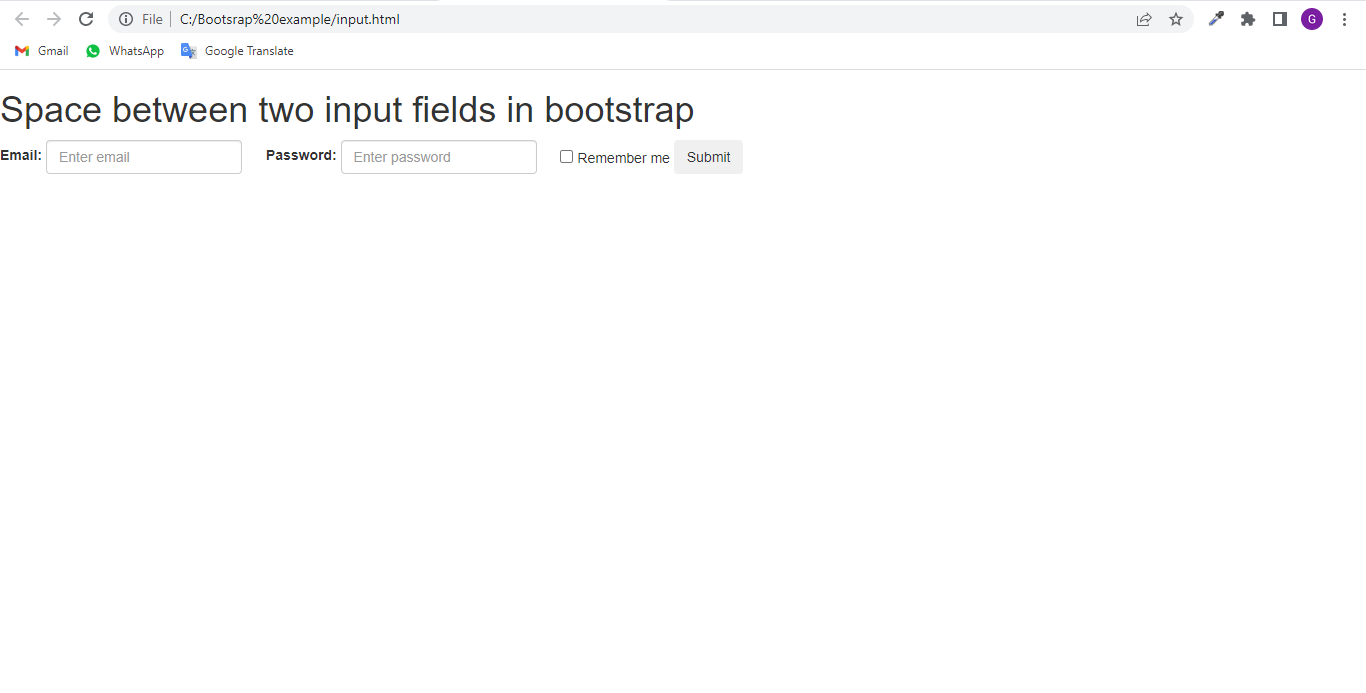 File C:/Bootsrap%20example/input.html G
Gmail WhatsApp Google Translate
Space between two input fields in bootstrap
Email: Enter email Password: Enter password Remember me Submit